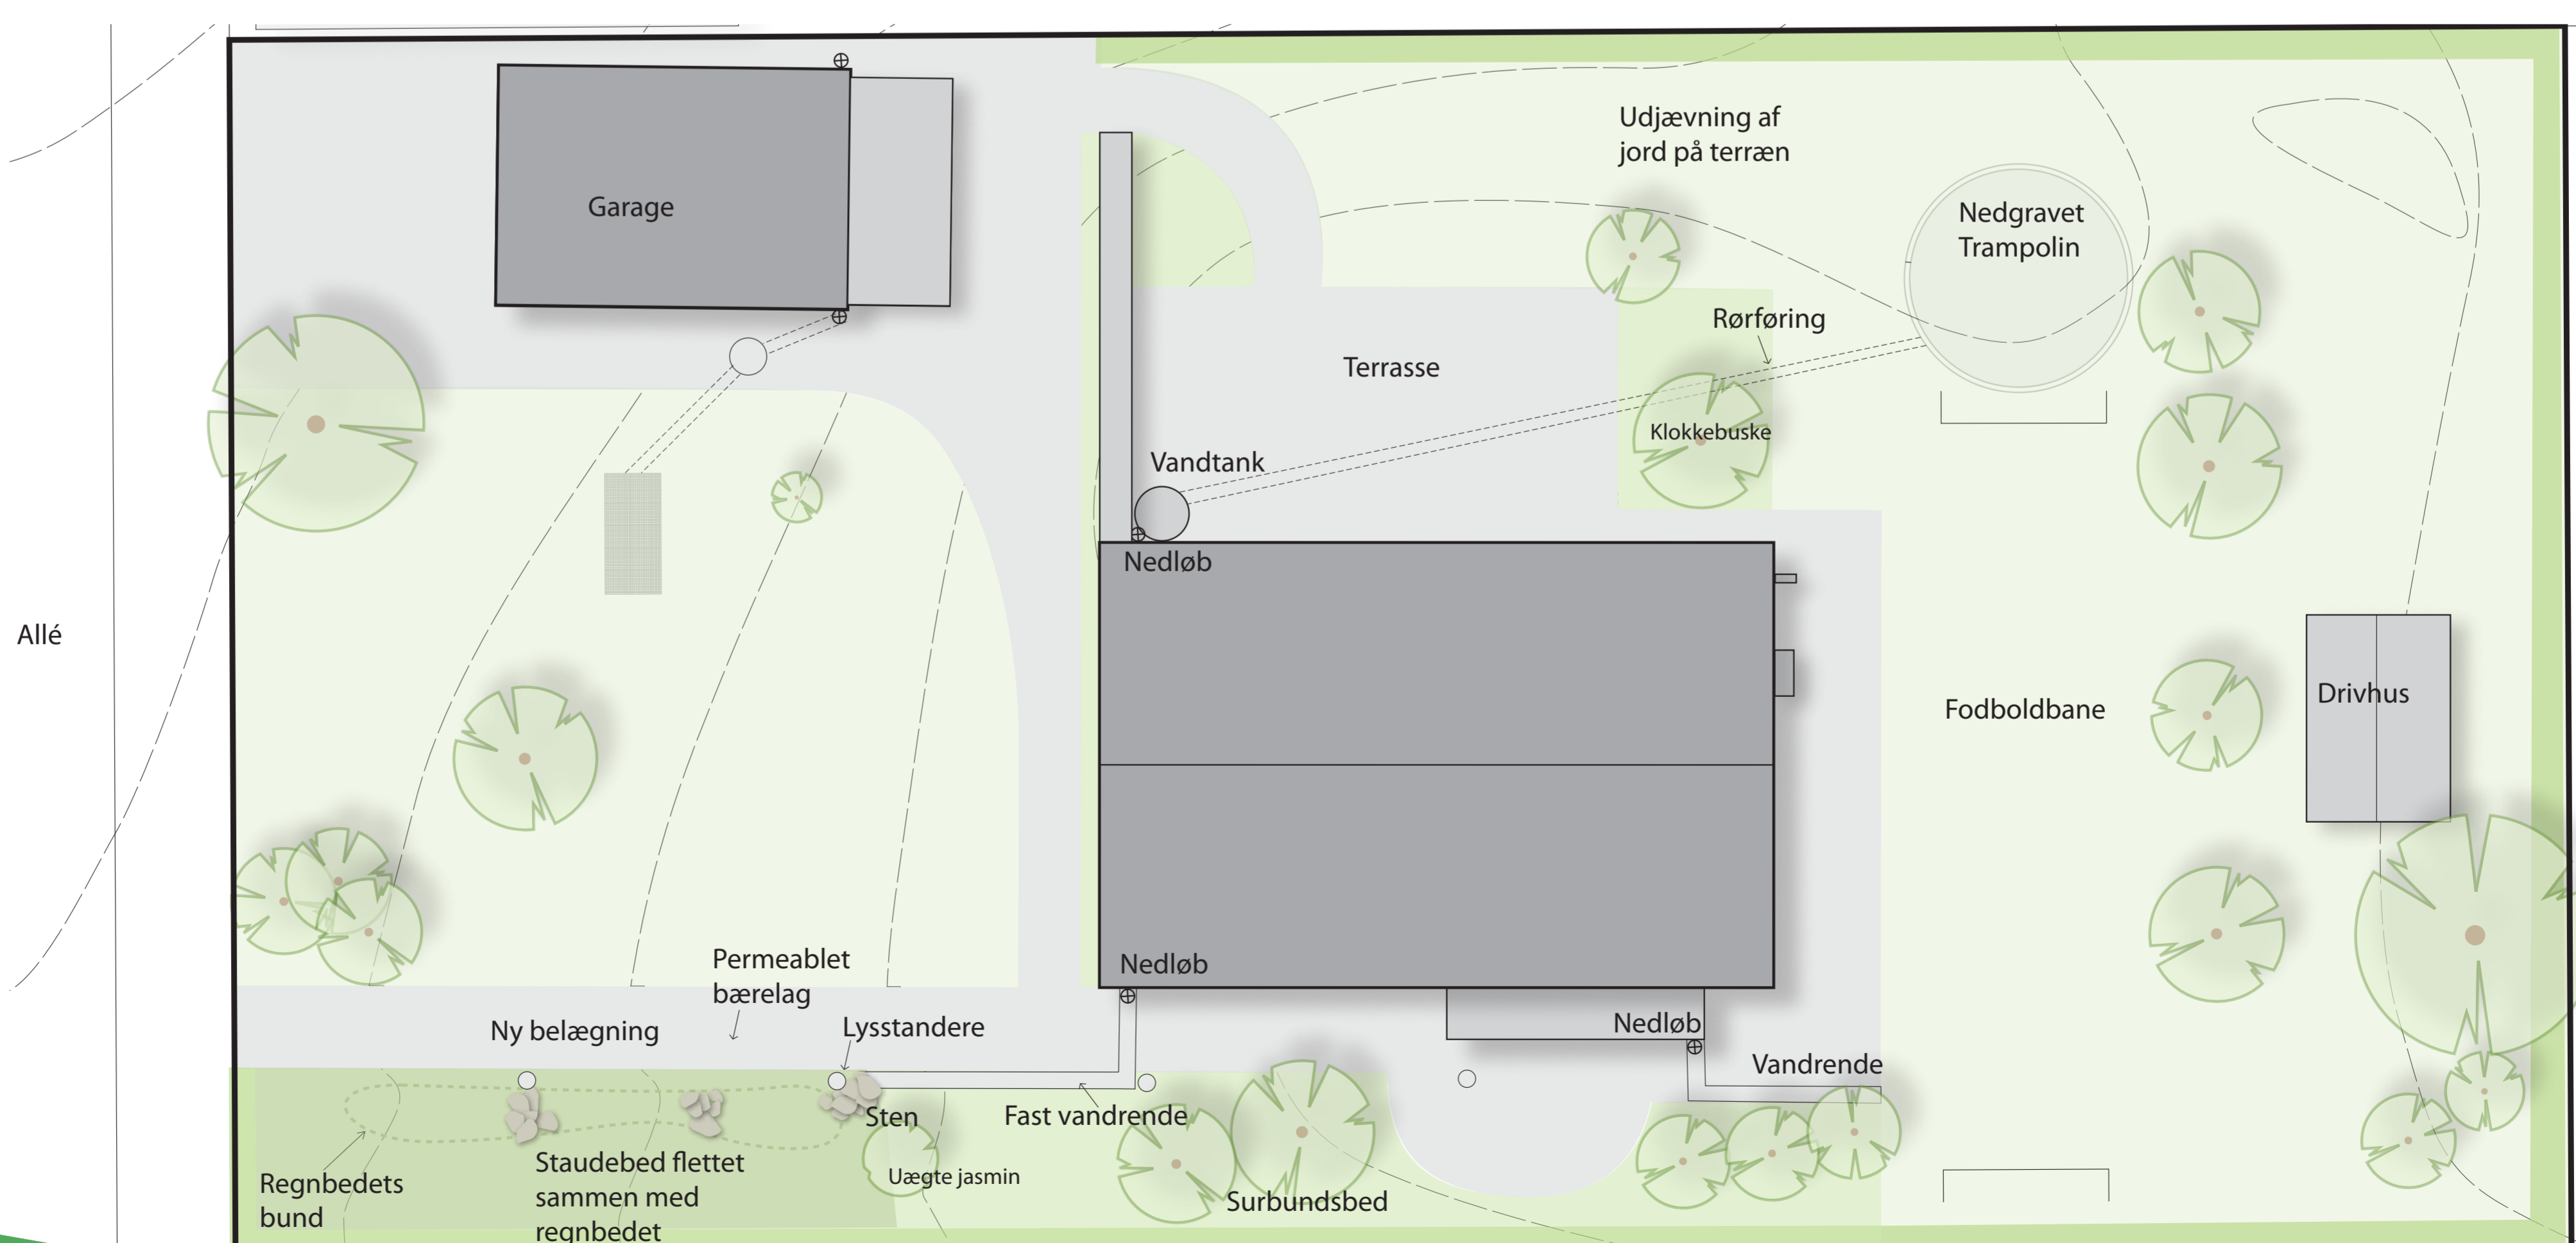 Udjævning af
jord på terræn
Garage
Nedgravet
Trampolin
Rørføring
Terrasse
Klokkebuske
Vandtank
Nedløb
Allé
Fodboldbane
Drivhus
Permeablet
bærelag
Nedløb
Ny belægning
Lysstandere
Nedløb
Vandrende
Sten
Fast vandrende
Regnbedets
bund
Staudebed flettet
sammen med
regnbedet
Uægte jasmin
Surbundsbed